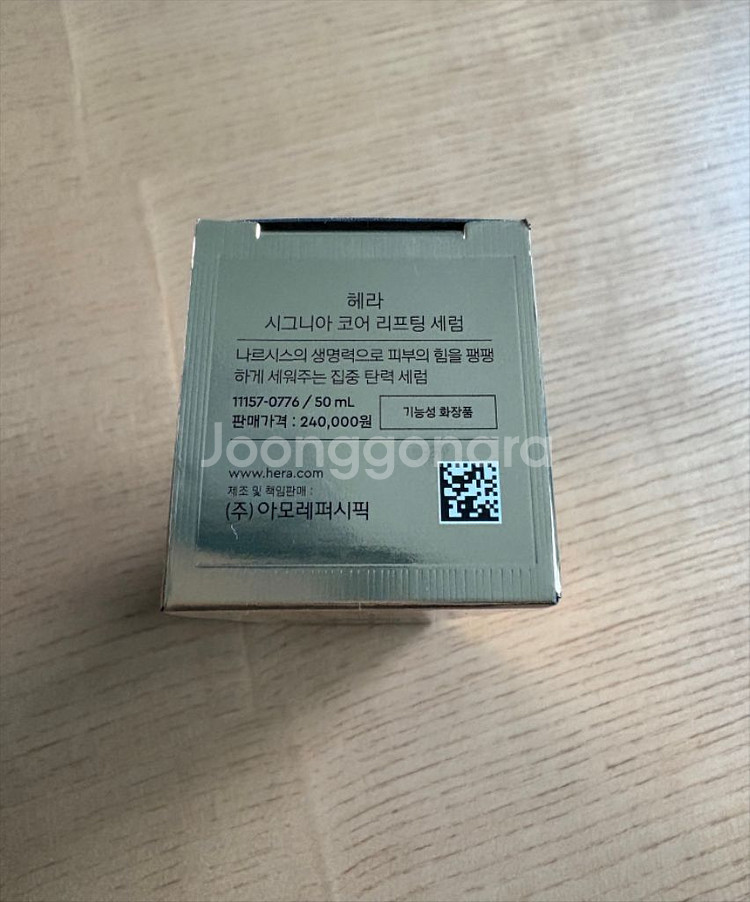 헤라
시그니아 코어 리프팅 세럼
나르시스의 생명력으로 피부의 힘을 팽팽
하게 세워주는 집중 탄력 세럼
11157-0776 / 50 mL
판매가격 : 240,000원
기능성 화장품
Joonggonara
www.hera.com
제조 및 책임판매 :
(주)아모레퍼시픽